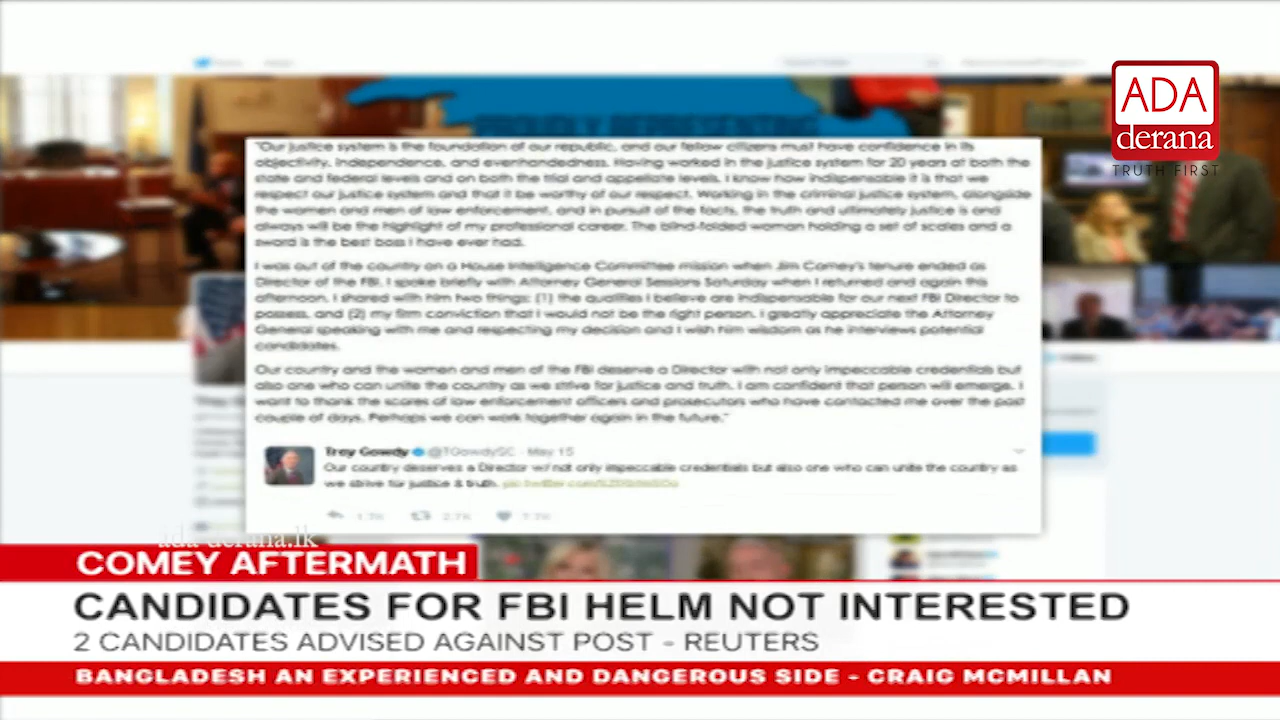 ADA
derana
TRUTH FIRST
"Our justice system is the foundation of our republic, and our fellow citizens must have confidence in its
objectivity, independence, and evenhandedness. Having worked in the justice system for 20 years at both the
state and federal levels and on both the trial and appellate levels, I know how indispensable it is that we
respect our justice system and that it be worthy of our respect. Working in the criminal justice system, alongside
the women and men of law enforcement, and in pursuit of the facts, the truth and ultimately justice is and
always will be the highlight of my professional career. The blind-folded woman holding a set of scales and a
sword is the best boss I have ever had.
I was out of the country on a House Intelligence Committee mission when Jim Comey's tenure ended as
Director of the FBI. I spoke briefly with Attorney General Sessions Saturday when I returned and again this
afternoon. I shared with him two things: (1) the qualities I believe are indispensable for our next FBI Director to
possess, and (2) my firm conviction that I would not be the right person. I greatly appreciate the Attorney
General speaking with me and respecting my decision and I wish him wisdom as he interviews potential
candidates.
Our country and the women and men of the FBI deserve a Director with not only impeccable credentials but
also one who can unite the country as we strive for justice and truth. I am confident that person will emerge. I
want to thank the scores of law enforcement officers and prosecutors who have contacted me over the past
couple of days. Perhaps we can work together again in the future."
Trey Gowdy @TGowdySC · May 15
Our country deserves a Director w/ not only impeccable credentials but also one who can unite the country as
we strive for justice & truth.
ada derana.lk
COMEY AFTERMATH
CANDIDATES FOR FBI HELM NOT INTERESTED
2 CANDIDATES ADVISED AGAINST POST - REUTERS
BANGLADESH AN EXPERIENCED AND DANGEROUS SIDE - CRAIG MCMILLAN